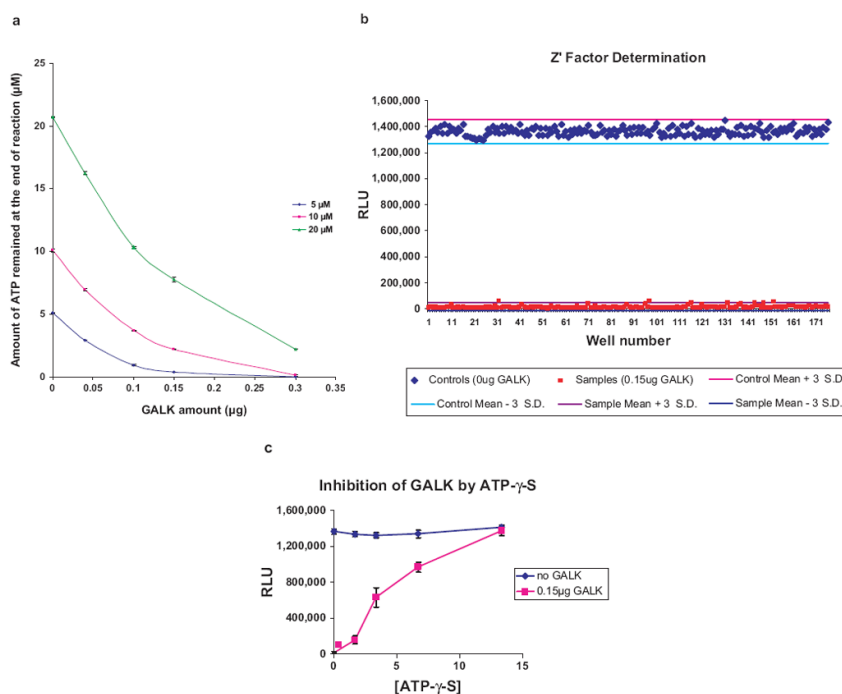 a
25
20
15
10
5
0
Amount of ATP remained at the end of reaction (µM)
0
0.05
0.1
0.15
0.2
0.25
0.3
0.35
GALK amount (µg)
5 µM
10 µM
20 µM
b
Z' Factor Determination
1,600,000
1,400,000
1,200,000
1,000,000
800,000
600,000
400,000
200,000
0
RLU
1 11 21 31 41 51 61 71 81 91 101 111 121 131 141 151 161 171
Well number
Controls (0ug GALK) Samples (0.15ug GALK) Control Mean + 3 S.D.
Control Mean - 3 S.D. Sample Mean + 3 S.D. Sample Mean - 3 S.D.
c
Inhibition of GALK by ATP-γ-S
1,600,000
1,200,000
800,000
400,000
0
RLU
0 5 10 15
[ATP-γ-S]
no GALK
0.15µg GALK